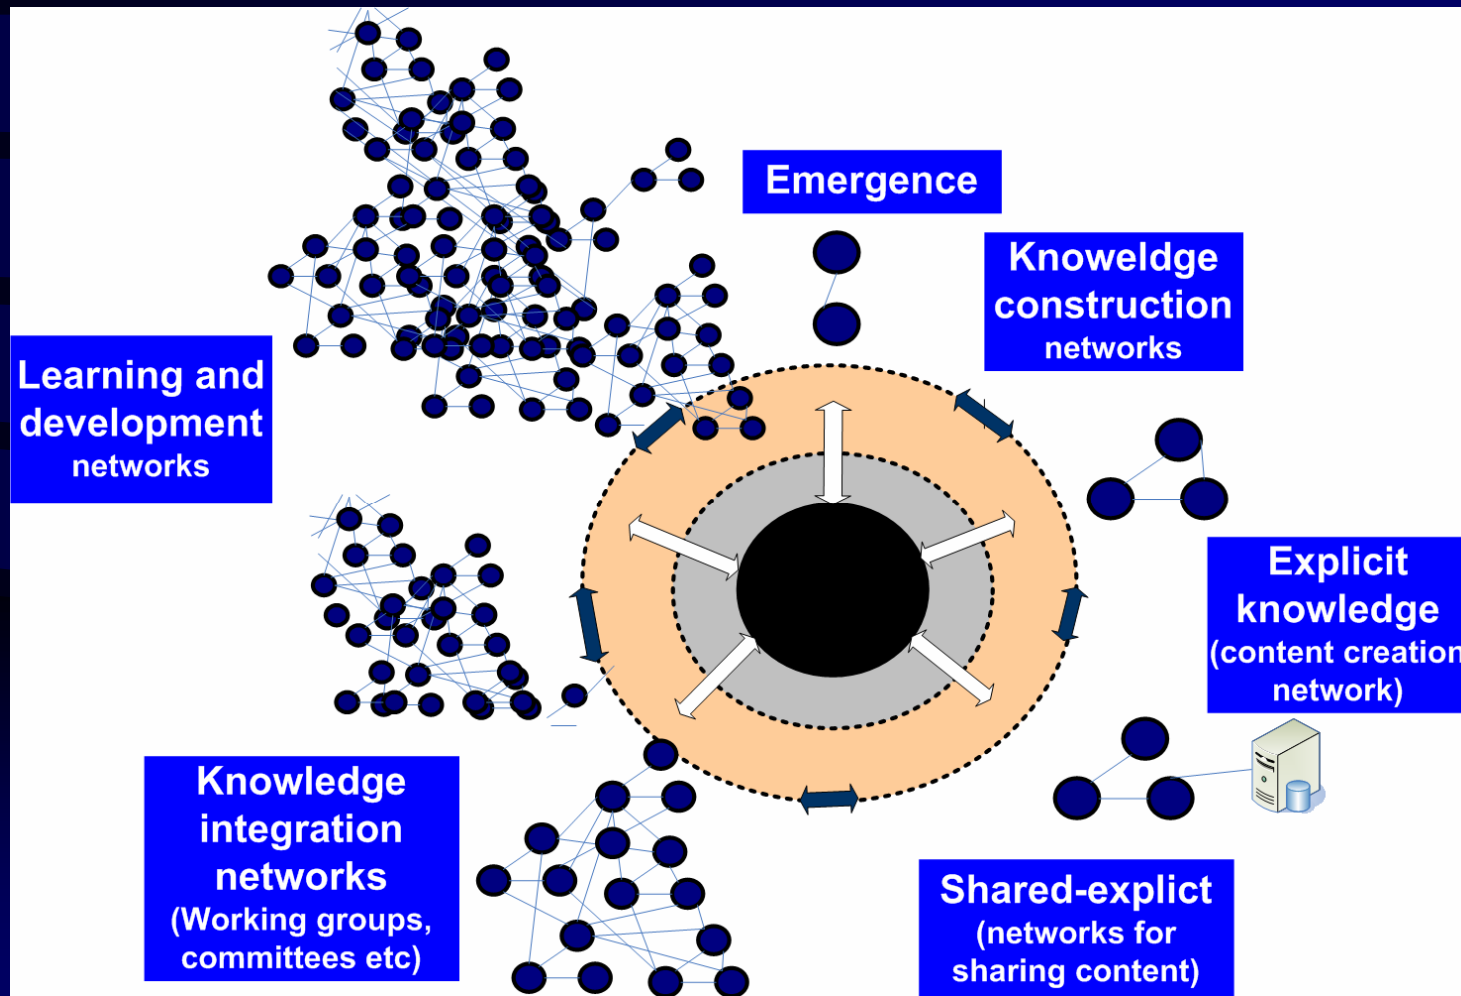 Emergence
Knoweldge
construction
networks
Learning and
development
networks
Explicit
knowledge
(content creation
network)
Knowledge
integration
networks
(Working groups,
committees etc)
Shared-explict
(networks for
sharing content)